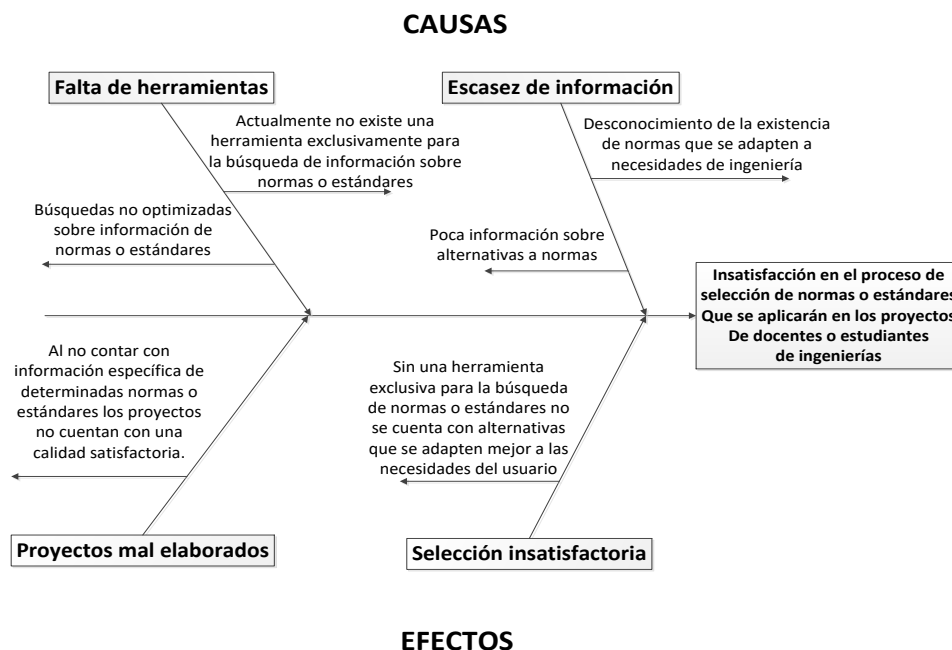 CAUSAS
Falta de herramientas
Escasez de información
Actualmente no existe una
herramienta exclusivamente para
la búsqueda de información sobre
normas o estándares
Desconocimiento de la existencia
de normas que se adapten a
necesidades de ingeniería
Búsquedas no optimizadas
sobre información de
normas o estándares
Poca información sobre
alternativas a normas
Insatisfacción en el proceso de
selección de normas o estándares
Que se aplicarán en los proyectos
De docentes o estudiantes
de ingenierías
Al no contar con
información específica de
determinadas normas o
estándares los proyectos
no cuentan con una
calidad satisfactoria.
Sin una herramienta
exclusiva para la búsqueda
de normas o estándares no
se cuenta con alternativas
que se adapten mejor a las
necesidades del usuario
Proyectos mal elaborados
Selección insatisfactoria
EFECTOS